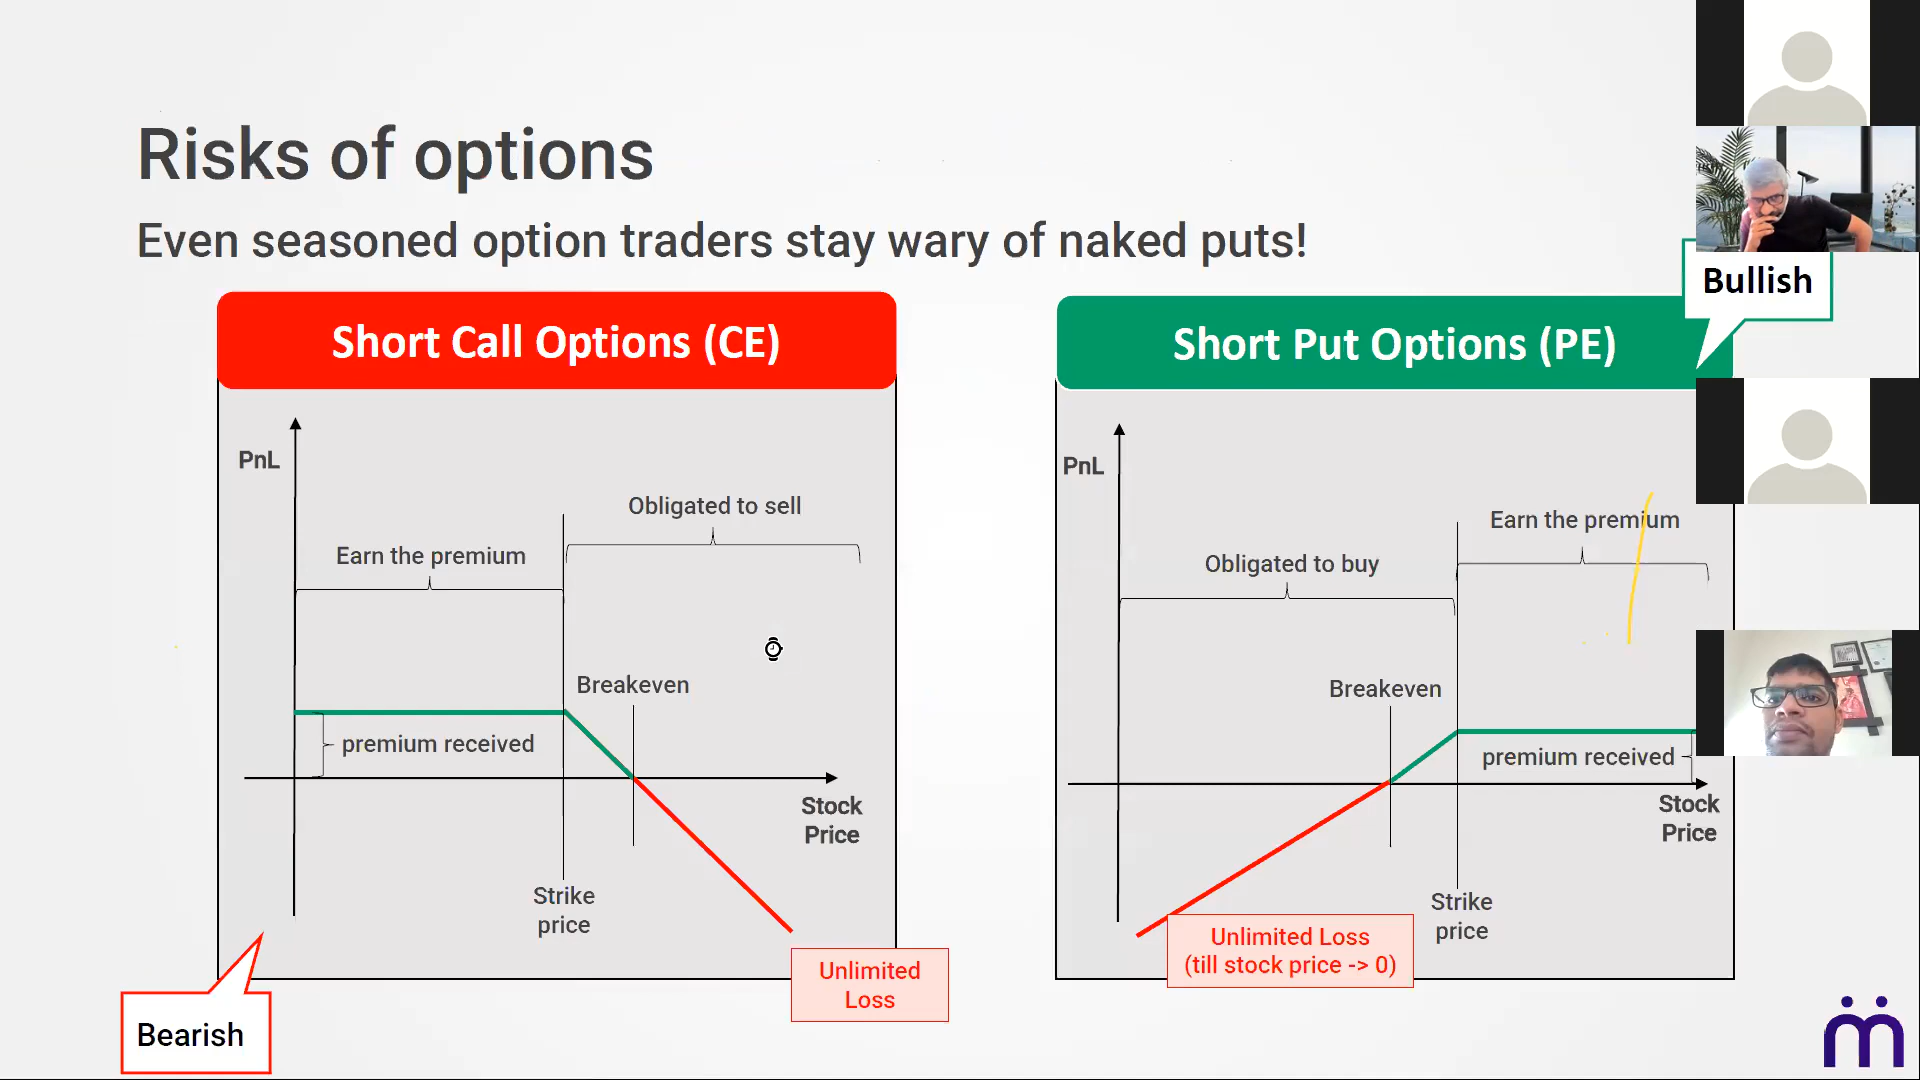 Risks of options
Even seasoned option traders stay wary of naked puts!
Bullish
Short Call Options (CE)
PnL
Obligated to sell
Earn the premium
Breakeven
premium received
Stock
Price
Strike
price
Unlimited
Loss
Bearish
Short Put Options (PE)
PnL
Earn the premium
Obligated to buy
Breakeven
premium received
Stock
Price
Strike
price
Unlimited Loss
(till stock price -> 0)